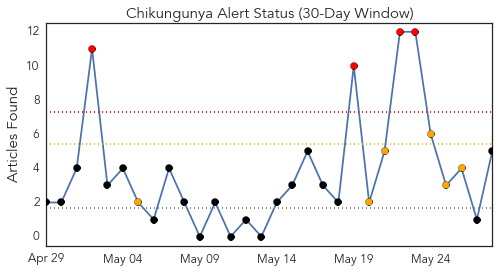 Chikungunya Alert Status (30-Day Window)
Articles Found
12
10
8
6
4
2
0
Apr 29
May 04
May 09
May 14
May 19
May 24